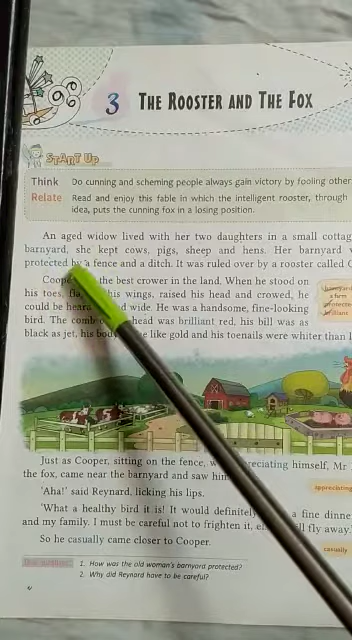 3 THE ROOSTER AND THE FOX
START UP
Think Do cunning and scheming people always gain victory by fooling other
Relate Read and enjoy this fable in which the intelligent rooster, through
idea, puts the cunning fox in a losing position.
An aged widow lived with her two daughters in a small cottag
barnyard, she kept cows, pigs, sheep and hens. Her barnyard
protected by a fence and a ditch. It was ruled over by a rooster called
the best crower in the land. When he stood on
his toes, his wings, raised his head and crowed, he
could be heard wide. He was a handsome, fine-looking
bird. The comb head was brilliant red, his bill was as
black as jet, his like gold and his toenails were whiter than
barnyard
a farm
protected
brilliant
Just as Cooper, sitting on the fence, himself, Mr
the fox, came near the barnyard and saw him
'Aha!' said Reynard, licking his lips.
appreciating
'What a healthy bird it is! It would definitely a fine dinne
and my family. I must be careful not to frighten it, fly away.
So he casually came closer to Cooper.
casually
1. How was the old woman's barnyard protected?
2. Why did Reynard have to be careful?